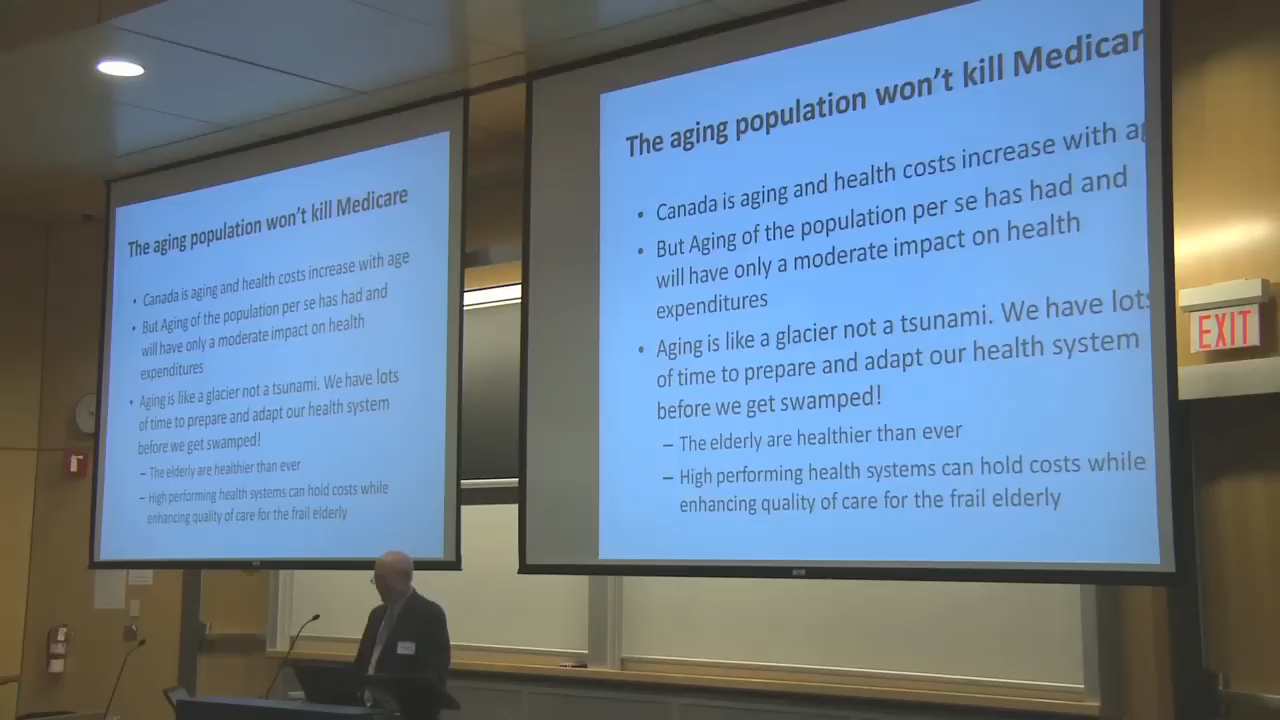 The aging population won't kill Medicare
• Canada is aging and health costs increase with age
• But Aging of the population per se has had and
will have only a moderate impact on health
expenditures
• Aging is like a glacier not a tsunami. We have lots
of time to prepare and adapt our health system
before we get swamped!
– The elderly are healthier than ever
– High performing health systems can hold costs while
enhancing quality of care for the frail elderly
The aging population won't kill Medicar
• Canada is aging and health costs increase with ag
• But Aging of the population per se has had and
will have only a moderate impact on health
expenditures
• Aging is like a glacier not a tsunami. We have lots
of time to prepare and adapt our health system
before we get swamped!
– The elderly are healthier than ever
– High performing health systems can hold costs while
enhancing quality of care for the frail elderly
EXIT